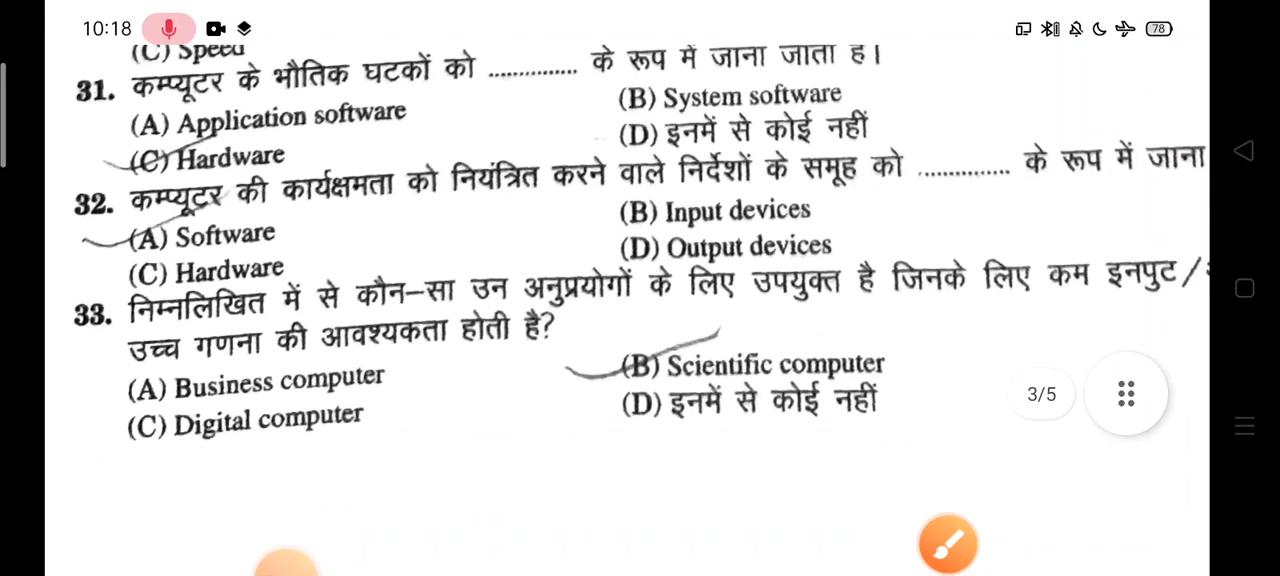 10:18
78
(C) Speed
31. कम्प्यूटर के भौतिक घटकों को ............... के रूप में जाना जाता है।
(A) Application software (B) System software
(C) Hardware (D) इनमें से कोई नहीं
32. कम्प्यूटर की कार्यक्षमता को नियंत्रित करने वाले निर्देशों के समूह को ............... के रूप में जाना
(A) Software (B) Input devices
(C) Hardware (D) Output devices
33. निम्नलिखित में से कौन-सा उन अनुप्रयोगों के लिए उपयुक्त है जिनके लिए कम इनपुट/
उच्च गणना की आवश्यकता होती है?
(A) Business computer (B) Scientific computer
(C) Digital computer (D) इनमें से कोई नहीं
3/5